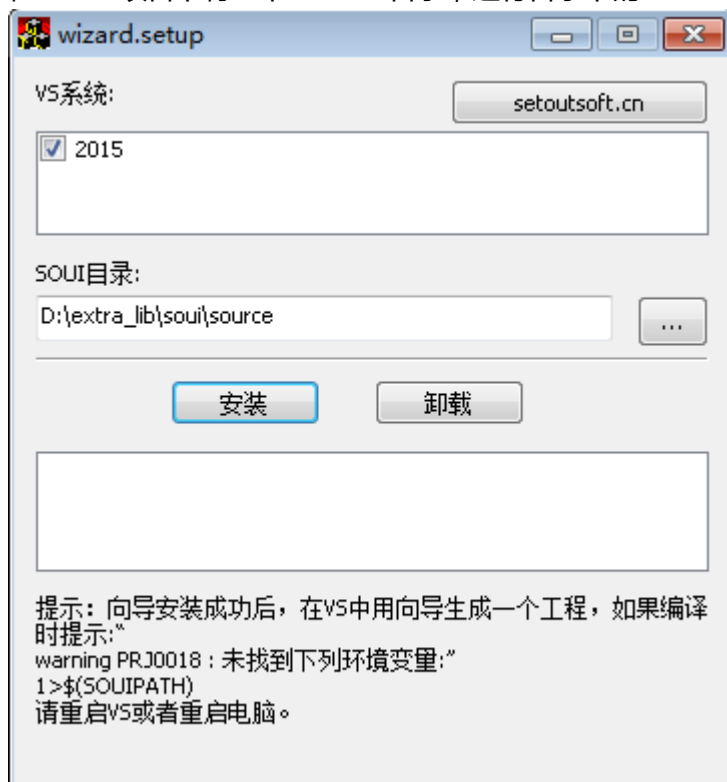 wizard.setup
VS系统:
setoutsoft.cn
2015
SOUI目录:
D:\extra_lib\soui\source
...
安装
卸载
提示：向导安装成功后，在VS中用向导生成一个工程，如果编译
时提示:“
warning PRJ0018 : 未找到下列环境变量:”
1>$(SOUIPATH)
请重启VS或者重启电脑。